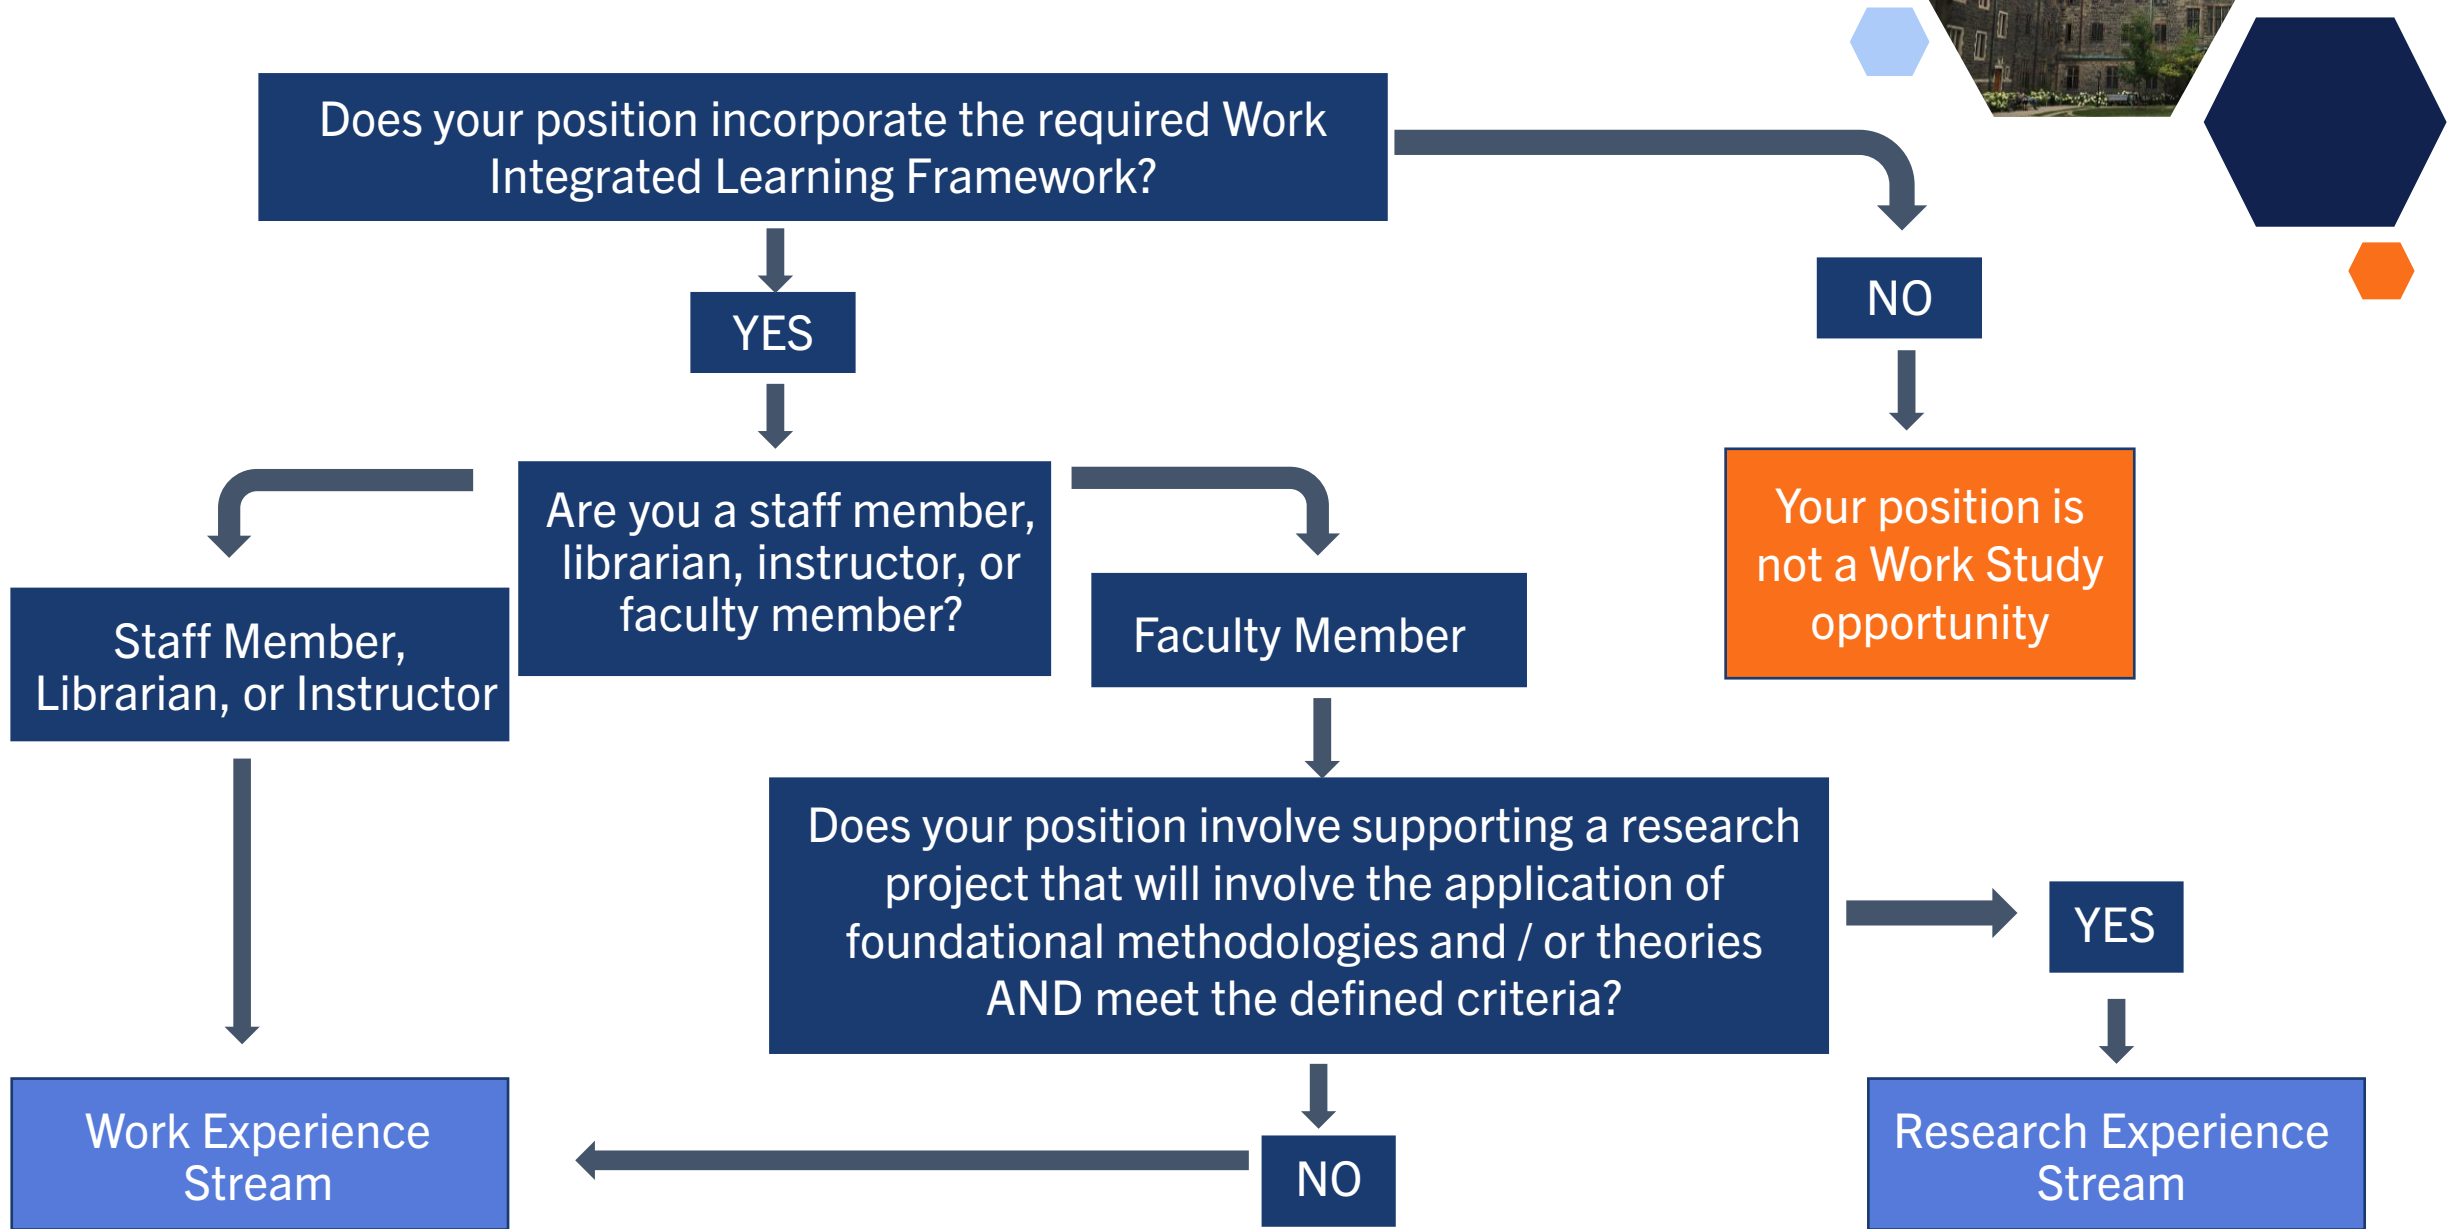 Does your position incorporate the required Work
Integrated Learning Framework?
YES
NO
Are you a staff member,
librarian, instructor, or
faculty member?
Your position is
not a Work Study
opportunity
Staff Member,
Librarian, or Instructor
Faculty Member
Does your position involve supporting a research
project that will involve the application of
foundational methodologies and / or theories
AND meet the defined criteria?
YES
NO
Work Experience
Stream
Research Experience
Stream